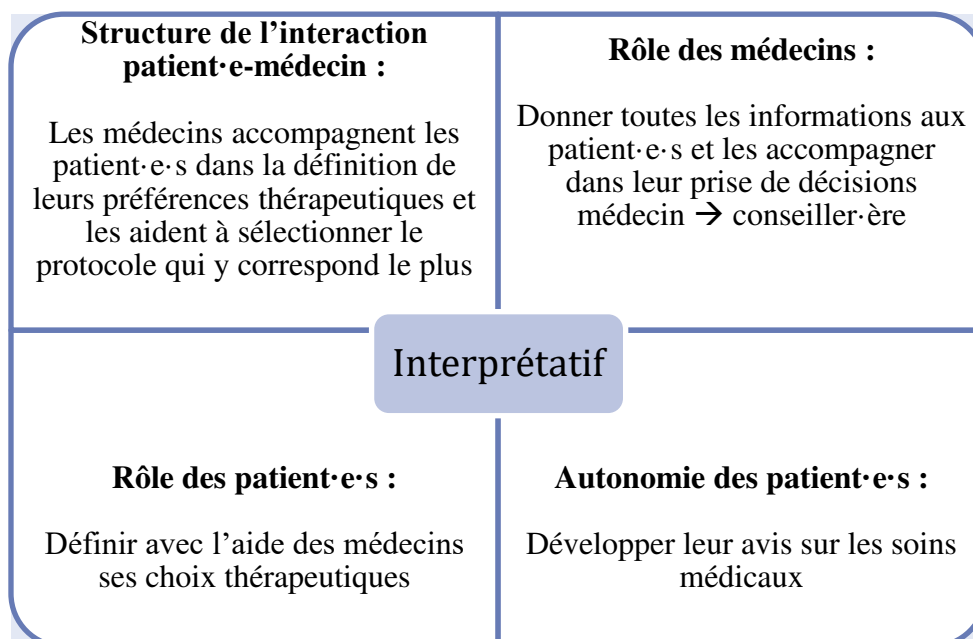 Structure de l’interaction
patient·e-médecin :
Les médecins accompagnent les
patient·e·s dans la définition de
leurs préférences thérapeutiques et
les aident à sélectionner le
protocole qui y correspond le plus
Rôle des médecins :
Donner toutes les informations aux
patient·e·s et les accompagner
dans leur prise de décisions
médecin → conseiller·ère
Interprétatif
Rôle des patient·e·s :
Définir avec l’aide des médecins
ses choix thérapeutiques
Autonomie des patient·e·s :
Développer leur avis sur les soins
médicaux